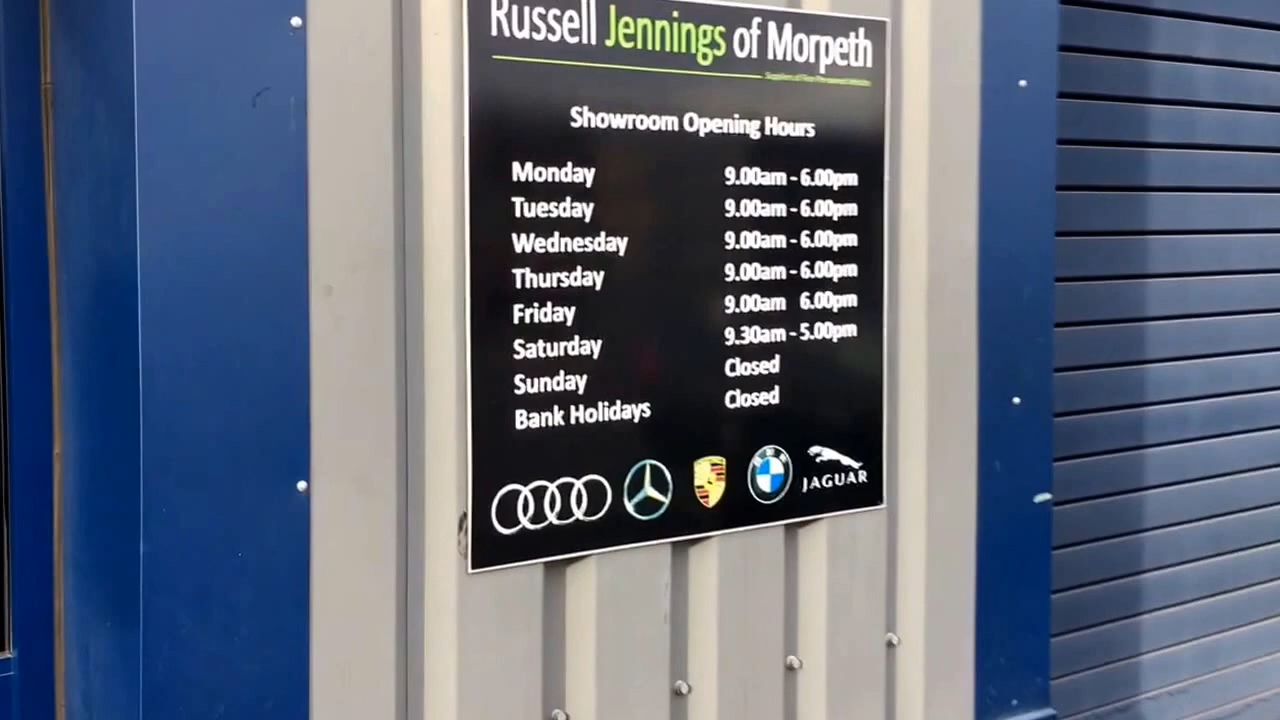 Russell Jennings of Morpeth
Showroom Opening Hours
Monday 9.00am - 6.00pm
Tuesday 9.00am - 6.00pm
Wednesday 9.00am - 6.00pm
Thursday 9.00am - 6.00pm
Friday 9.00am 6.00pm
Saturday 9.30am - 5.00pm
Sunday Closed
Bank Holidays Closed
JAGUAR